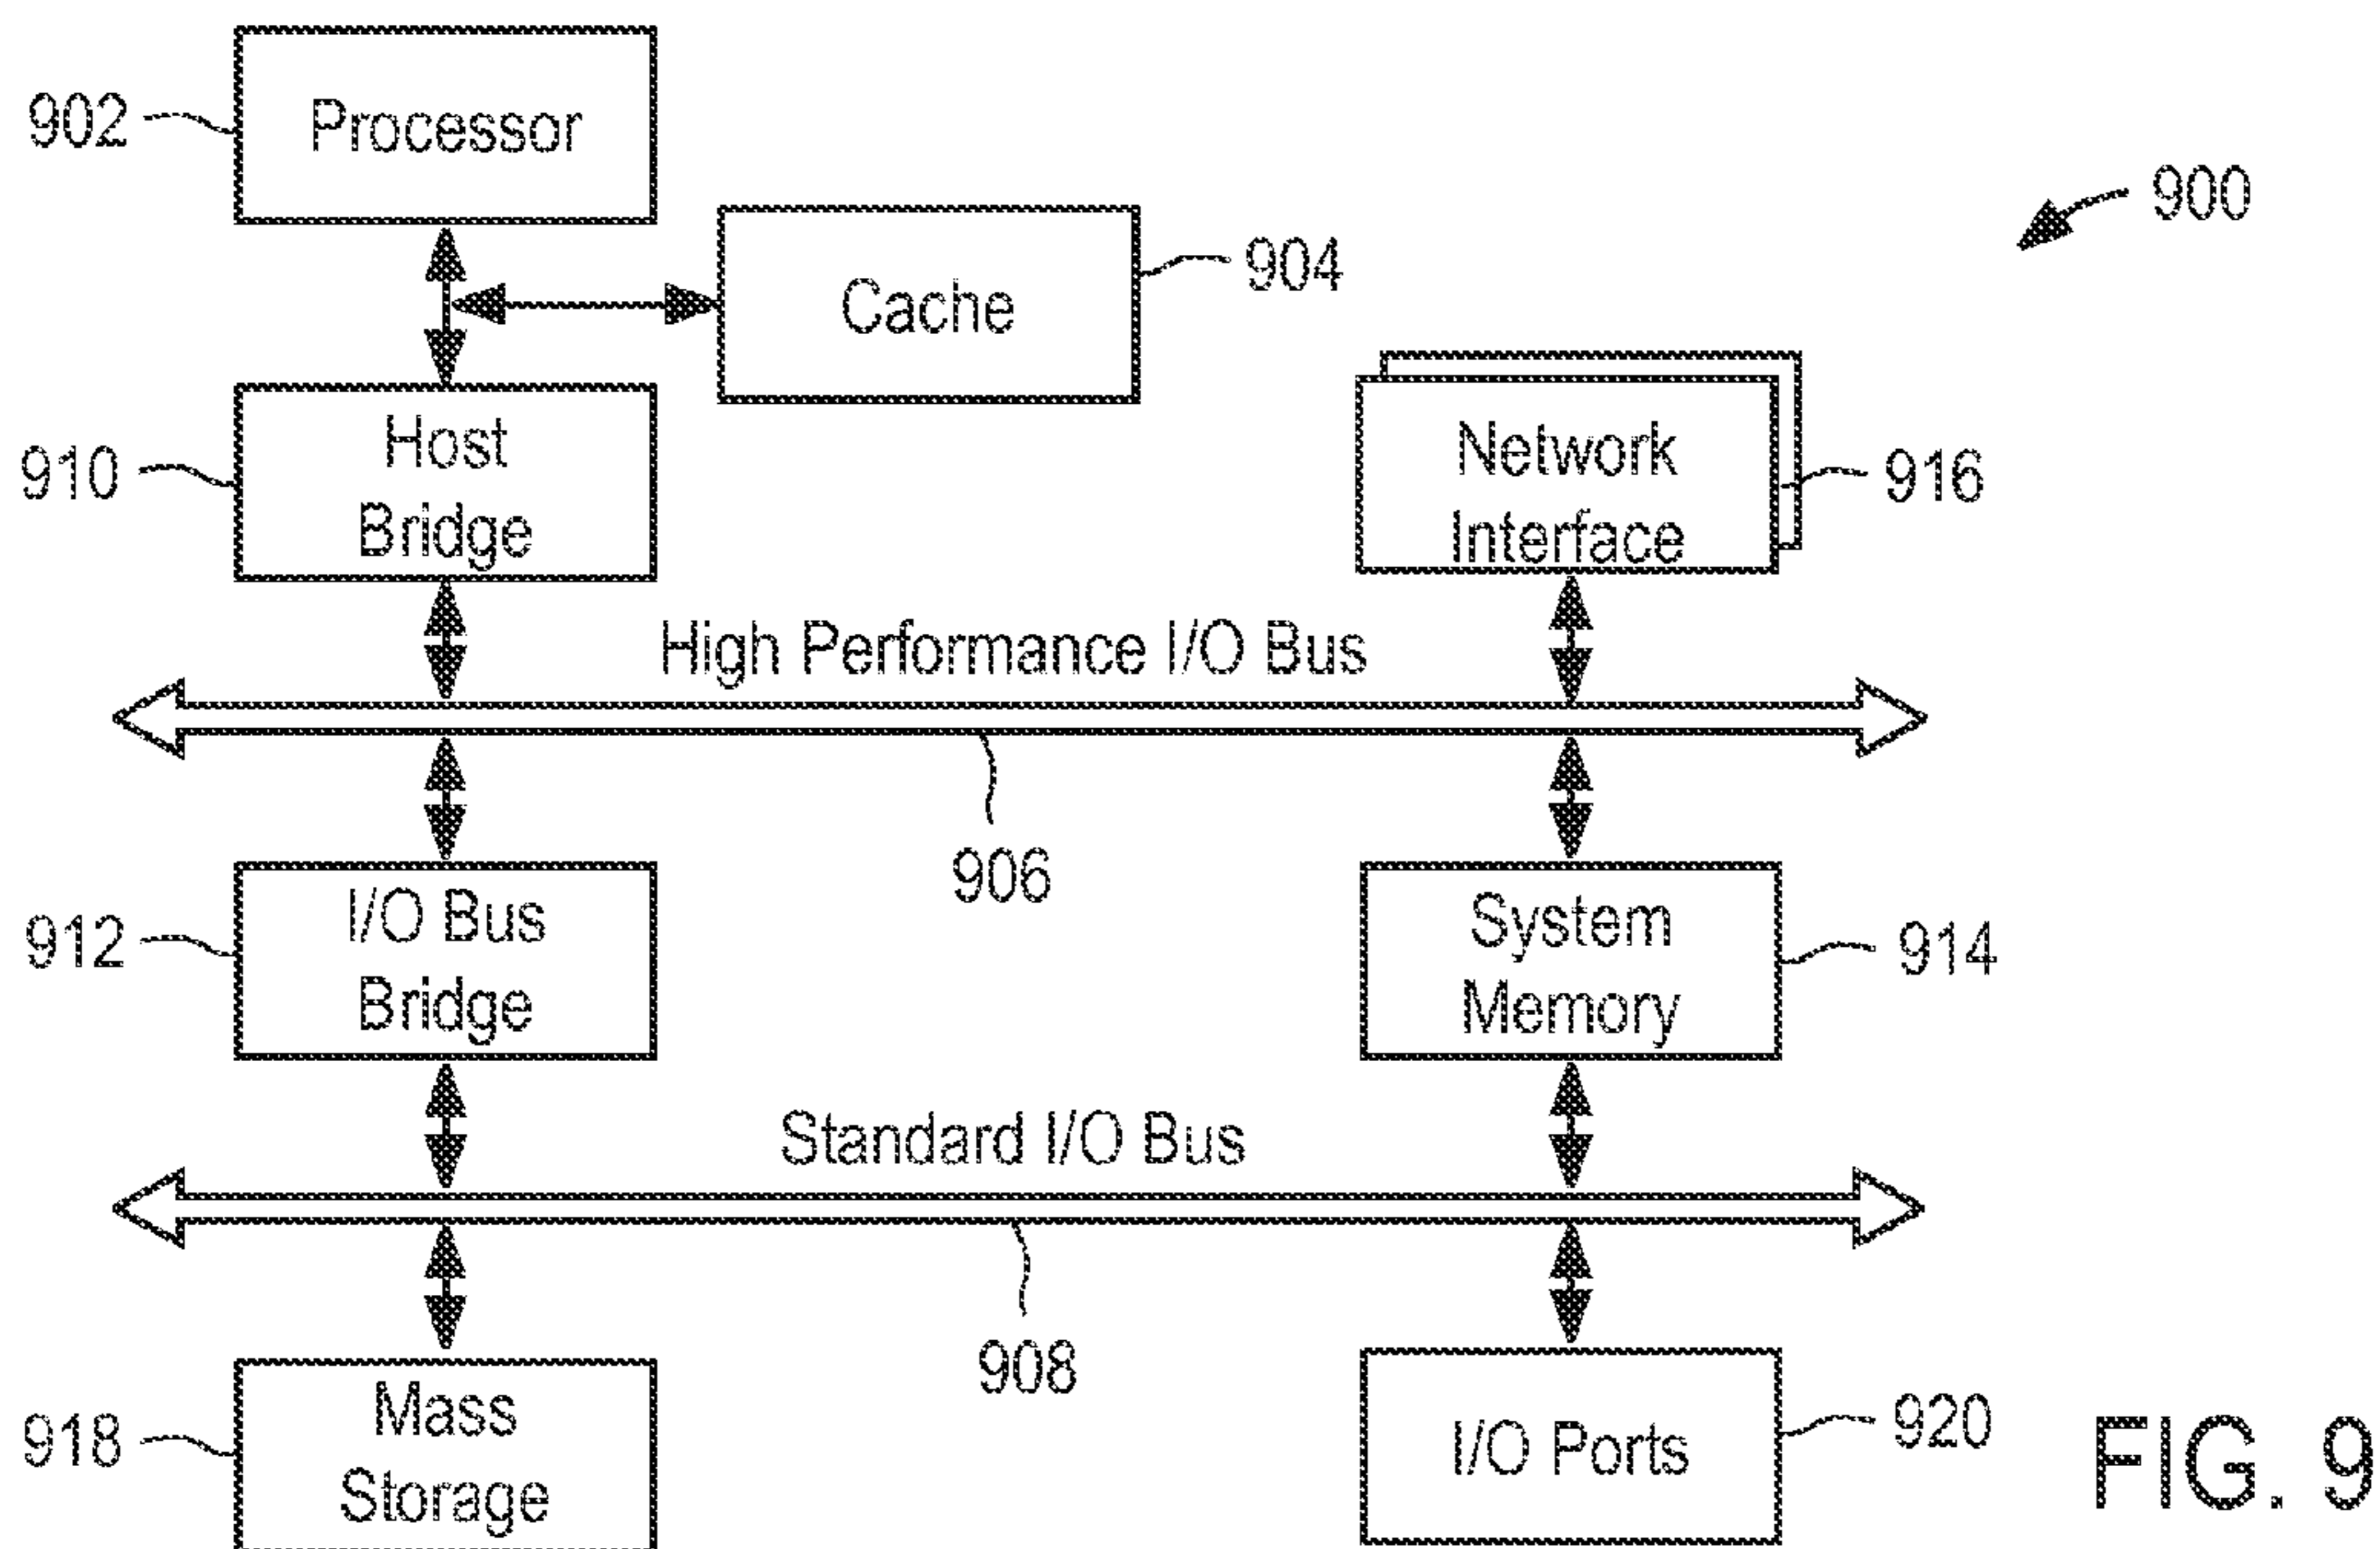 902
Processor
900
Cache
904
910
Host
Bridge
Network
Interface
916
High Performance I/O Bus
906
912
I/O Bus
Bridge
System
Memory
914
Standard I/O Bus
908
918
Mass
Storage
I/O Ports
920
FIG. 9